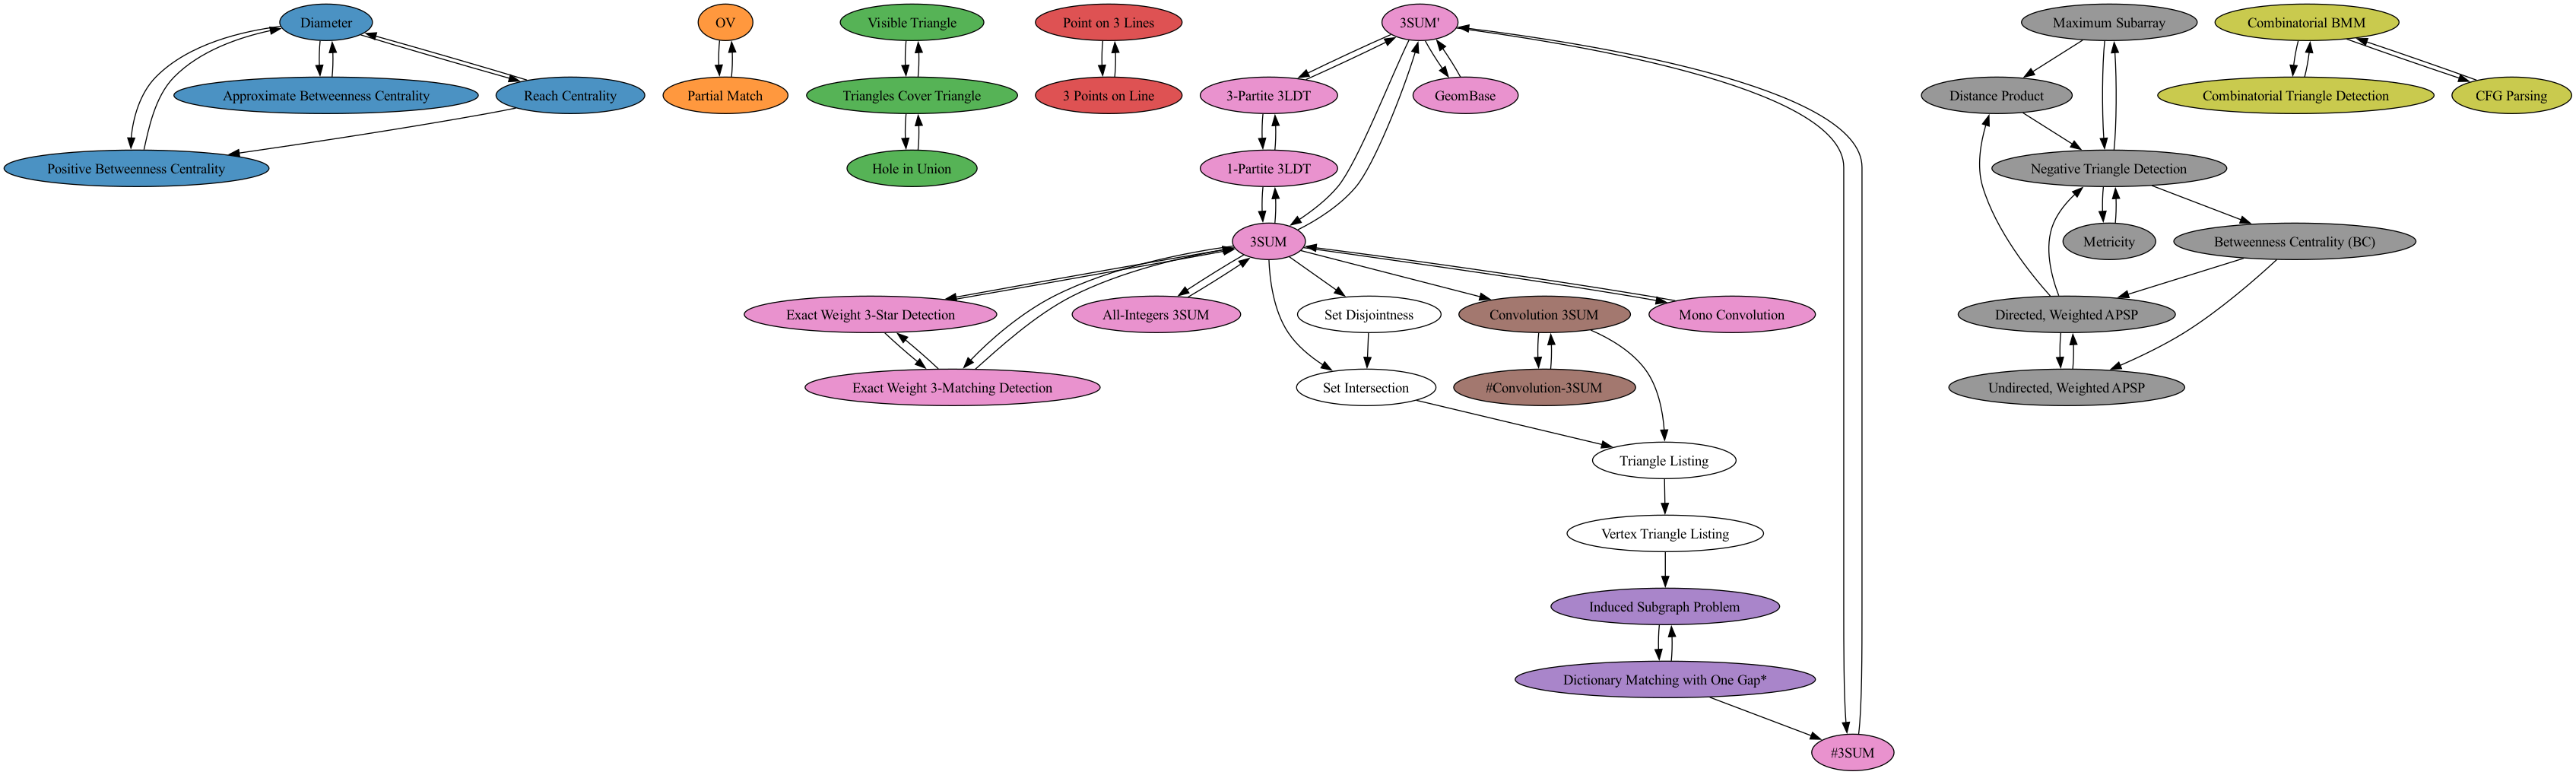 Diameter
OV
Visible Triangle
Point on 3 Lines
3SUM'
Maximum Subarray
Combinatorial BMM
Approximate Betweenness Centrality
Reach Centrality
Partial Match
Triangles Cover Triangle
3 Points on Line
3-Partite 3LDT
GeomBase
Distance Product
Combinatorial Triangle Detection
CFG Parsing
Positive Betweenness Centrality
Hole in Union
1-Partite 3LDT
Negative Triangle Detection
3SUM
Metricity
Betweenness Centrality (BC)
Exact Weight 3-Star Detection
All-Integers 3SUM
Set Disjointness
Convolution 3SUM
Mono Convolution
Directed, Weighted APSP
Exact Weight 3-Matching Detection
Set Intersection
#Convolution-3SUM
Undirected, Weighted APSP
Triangle Listing
Vertex Triangle Listing
Induced Subgraph Problem
Dictionary Matching with One Gap*
#3SUM